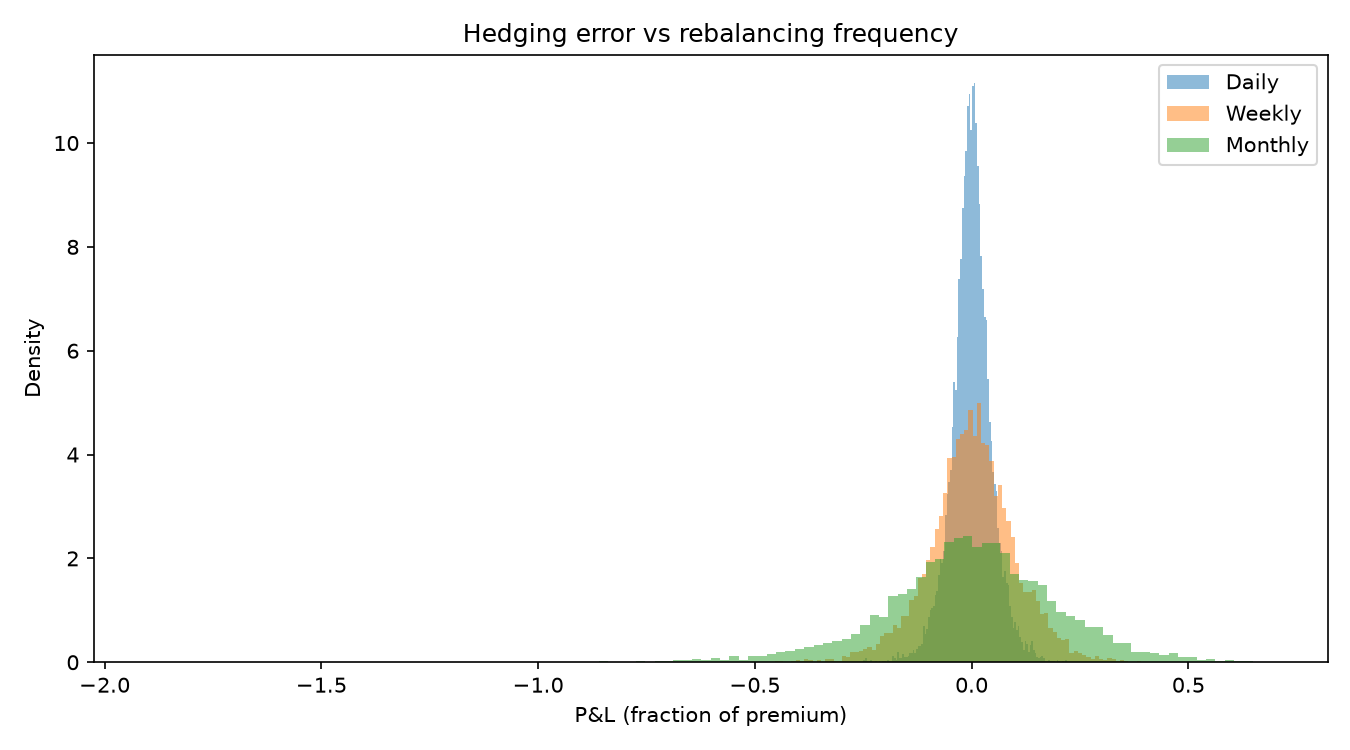 Hedging error vs rebalancing frequency
Daily
Weekly
Monthly
Density
10
8
6
4
2
0
−2.0 −1.5 −1.0 −0.5 0.0 0.5
P&L (fraction of premium)